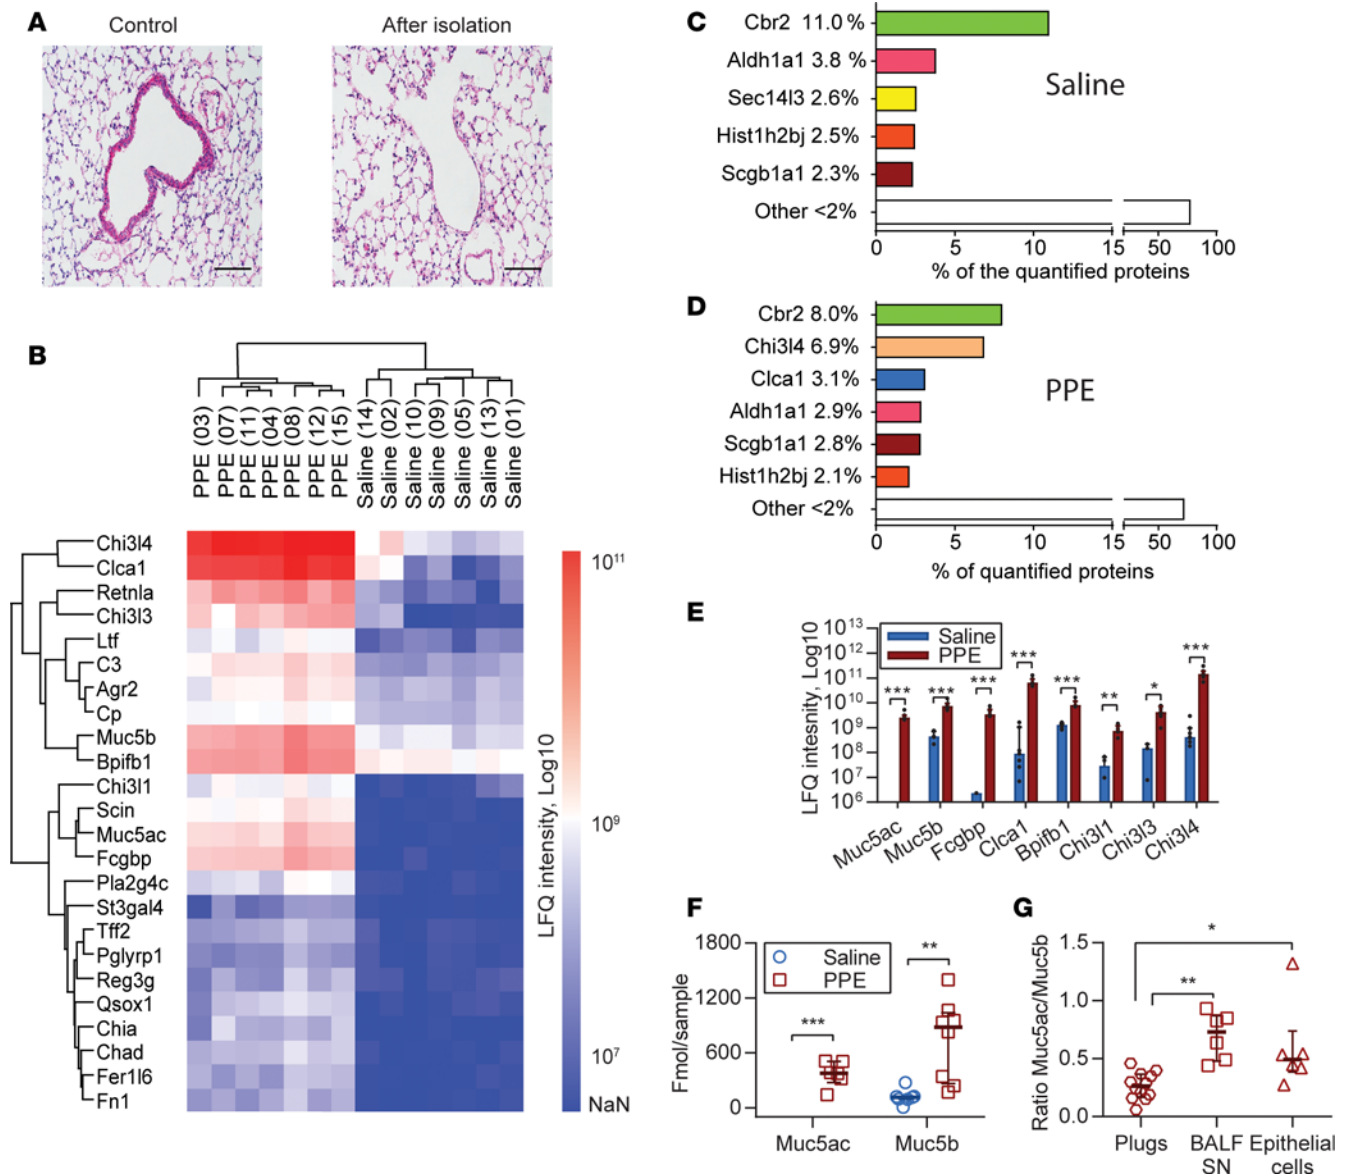 A
Control
After isolation
B
PPE (03)
PPE (07)
PPE (11)
PPE (04)
PPE (08)
PPE (12)
PPE (15)
Saline (14)
Saline (02)
Saline (10)
Saline (09)
Saline (05)
Saline (13)
Saline (01)
Chi3l4
Clca1
Retnla
Chi3l3
Ltf
C3
Agr2
Cp
Muc5b
Bpifb1
Chi3l1
Scin
Muc5ac
Fcgbp
Pla2g4c
St3gal4
Tff2
Pglyrp1
Reg3g
Qsox1
Chia
Chad
Fer1l6
Fn1
10¹¹
10⁹
10⁷
NaN
LFQ intensity, Log10
C
Cbr2 11.0 %
Aldh1a1 3.8 %
Sec14l3 2.6%
Hist1h2bj 2.5%
Scgb1a1 2.3%
Other <2%
Saline
0 5 10 15 50 100
% of the quantified proteins
D
Cbr2 8.0%
Chi3l4 6.9%
Clca1 3.1%
Aldh1a1 2.9%
Scgb1a1 2.8%
Hist1h2bj 2.1%
Other <2%
PPE
0 5 10 15 50 100
% of quantified proteins
E
LFQ intesnity, Log10
10¹³
10¹²
10¹¹
10¹⁰
10⁹
10⁸
10⁷
10⁶
Saline
PPE
*** *** *** *** *** ** * ***
Muc5ac
Muc5b
Fcgbp
Clca1
Bpifb1
Chi3l1
Chi3l3
Chi3l4
F
Fmol/sample
1800
1200
600
0
Saline
PPE
***
**
Muc5ac Muc5b
G
Ratio Muc5ac/Muc5b
1.5
1.0
0.5
0.0
*
**
Plugs BALF Epithelial
SN cells